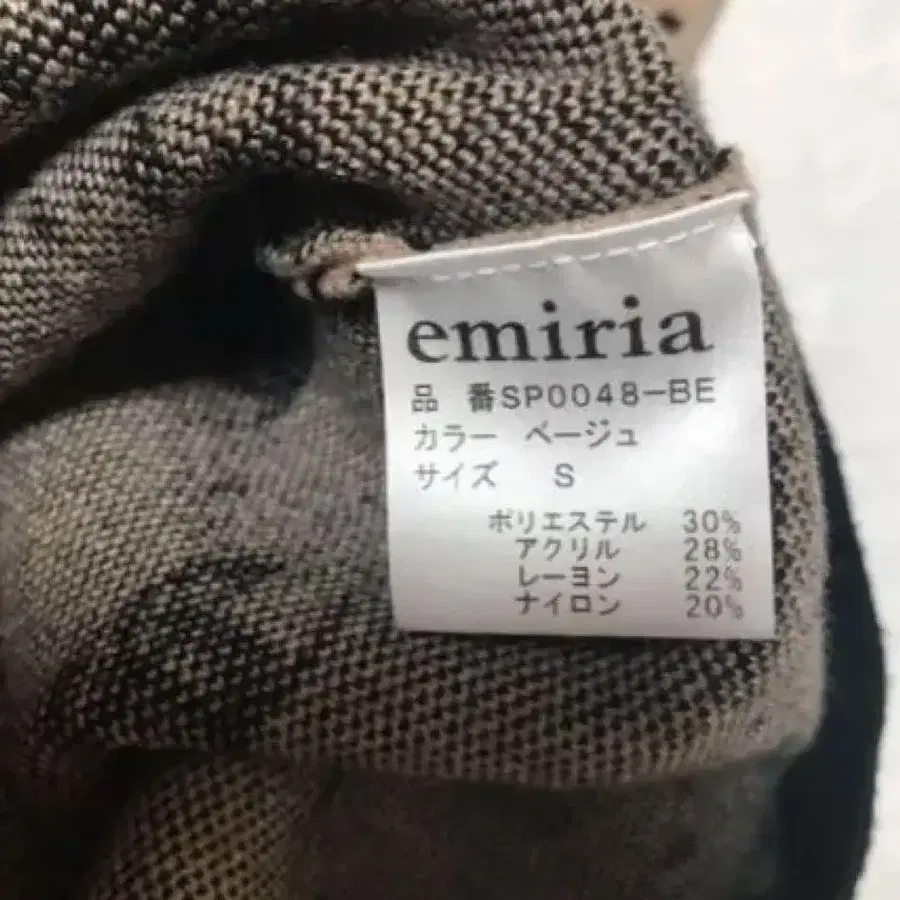 emiria
品 番SP0048-BE
カラー ベージュ
サイズ S
ポリエステル 30%
アクリル 28%
レーヨン 22%
ナイロン 20%